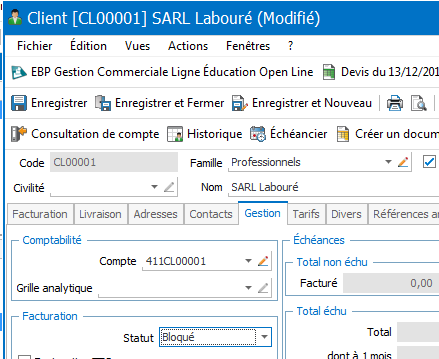 Client [CL00001] SARL Labouré (Modifié)
Fichier Édition Vues Actions Fenêtres ?
EBP Gestion Commerciale Ligne Éducation Open Line Devis du 13/12/201
Enregistrer Enregistrer et Fermer Enregistrer et Nouveau
Consultation de compte Historique Échéancier Créer un docum
Code CL00001 Famille Professionnels
Civilité Nom SARL Labouré
Facturation Livraison Adresses Contacts Gestion Tarifs Divers Références
Comptabilité Échéances
Compte 411CL00001 Total non échu
Grille analytique Facturé 0,00
Facturation Total échu
Statut Bloqué Total
dont à 1 mois